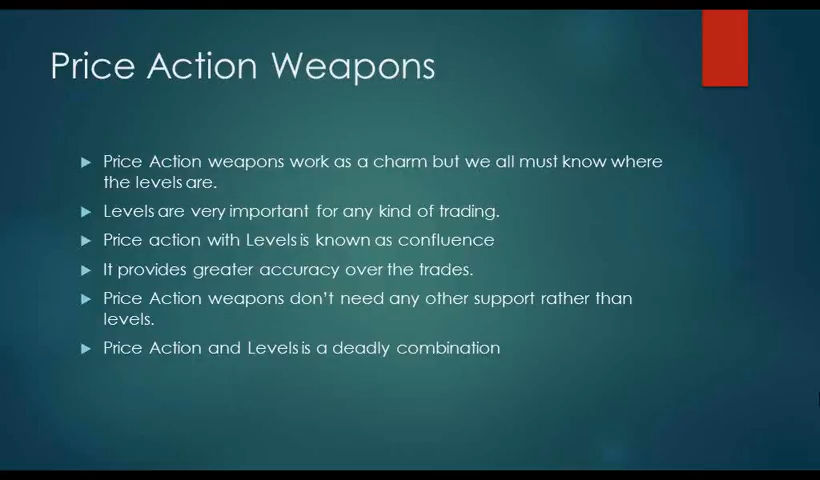 Price Action Weapons
Price Action weapons work as a charm but we all must know where
the levels are.
Levels are very important for any kind of trading.
Price action with Levels is known as confluence
It provides greater accuracy over the trades.
Price Action weapons don't need any other support rather than
levels.
Price Action and Levels is a deadly combination